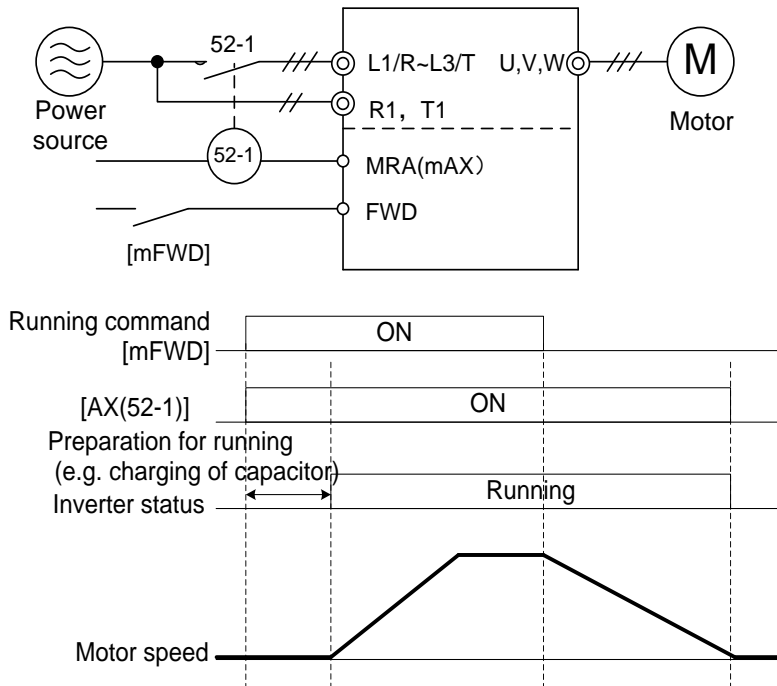 52-1
L1/R~L3/T
U,V,W
M
Power
source
R1，T1
Motor
52-1
MRA(mAX）
FWD
[mFWD]
Running command
[mFWD]
ON
[AX(52-1)]
ON
Preparation for running
(e.g. charging of capacitor)
Inverter status
Running
Motor speed